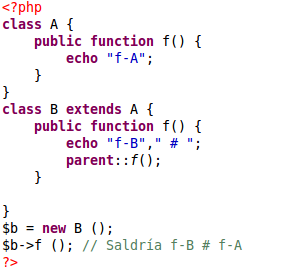 <?php
class A {
    public function f() {
        echo "f-A";
    }
}
class B extends A {
    public function f() {
        echo "f-B"," # ";
        parent::f();
    }

}
$b = new B ();
$b->f (); // Saldría f-B # f-A
?>